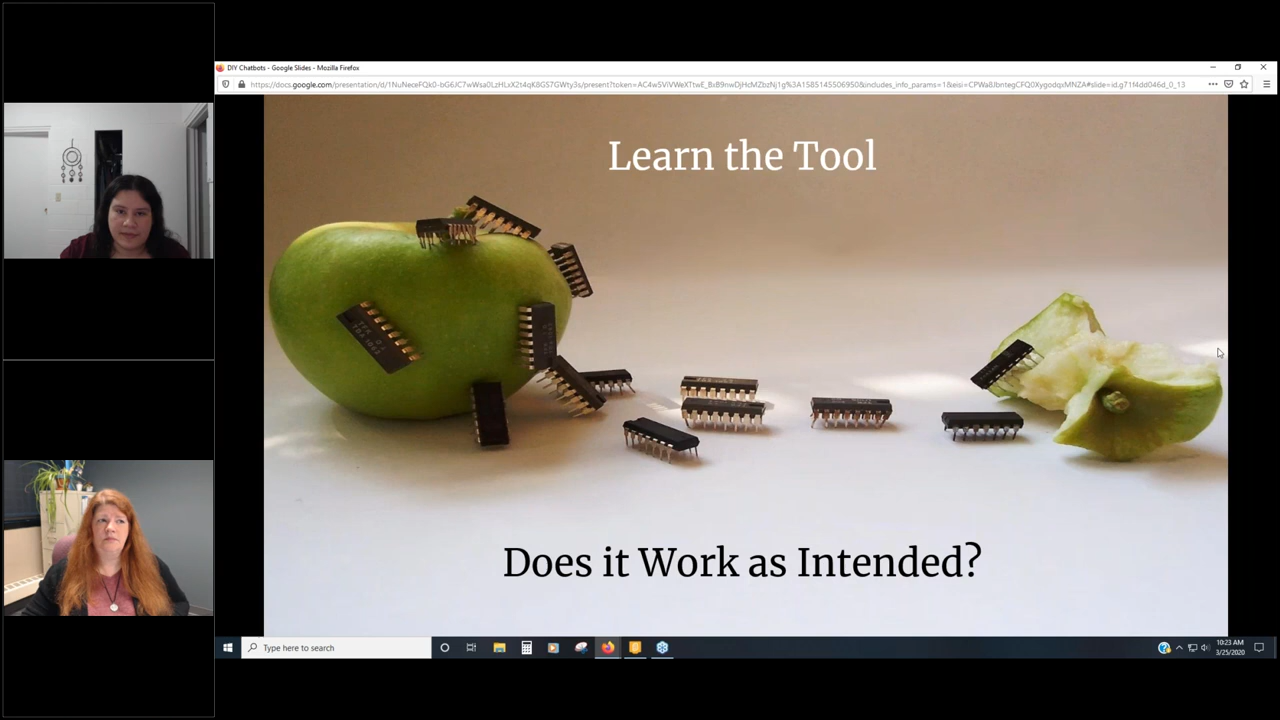 DIY Chatbots - Google Slides - Mozilla Firefox
Learn the Tool
Does it Work as Intended?
Type here to search
10:23 AM
3/25/2020